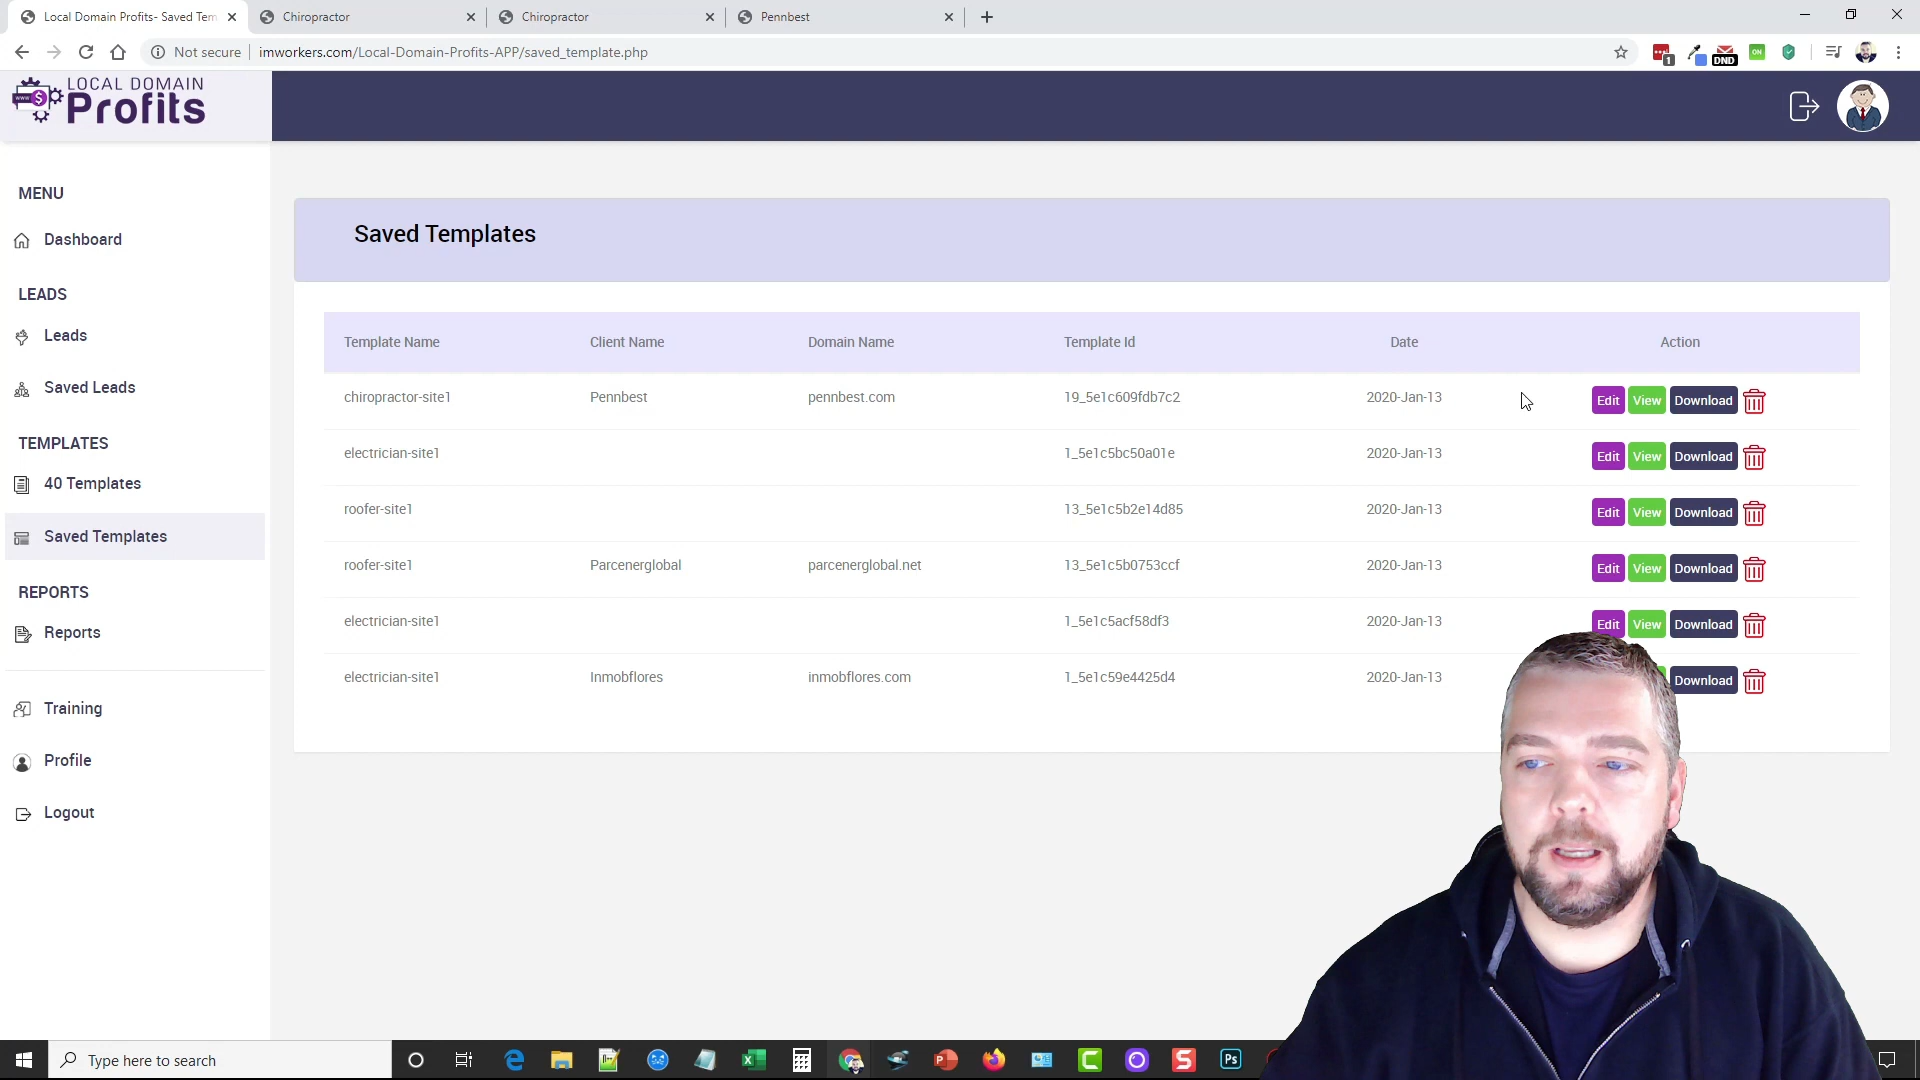 Local Domain Profits- Saved Tem
Chiropractor
Chiropractor
Pennbest
Not secure
imworkers.com/Local-Domain-Profits-APP/saved_template.php
1
DND
ON
www
$
LOCAL DOMAIN
Profits
MENU
Dashboard
LEADS
Leads
Saved Leads
TEMPLATES
40 Templates
Saved Templates
REPORTS
Reports
Training
Profile
Logout
Saved Templates
Template Name Client Name Domain Name Template Id Date Action
chiropractor-site1 Pennbest pennbest.com 19_5e1c609fdb7c2 2020-Jan-13 Edit View Download
electrician-site1 1_5e1c5bc50a01e 2020-Jan-13 Edit View Download
roofer-site1 13_5e1c5b2e14d85 2020-Jan-13 Edit View Download
roofer-site1 Parcenerglobal parcenerglobal.net 13_5e1c5b0753ccf 2020-Jan-13 Edit View Download
electrician-site1 1_5e1c5acf58df3 2020-Jan-13 Edit View Download
electrician-site1 Inmobflores inmobflores.com 1_5e1c59e4425d4 2020-Jan-13 Download
Type here to search
Ps